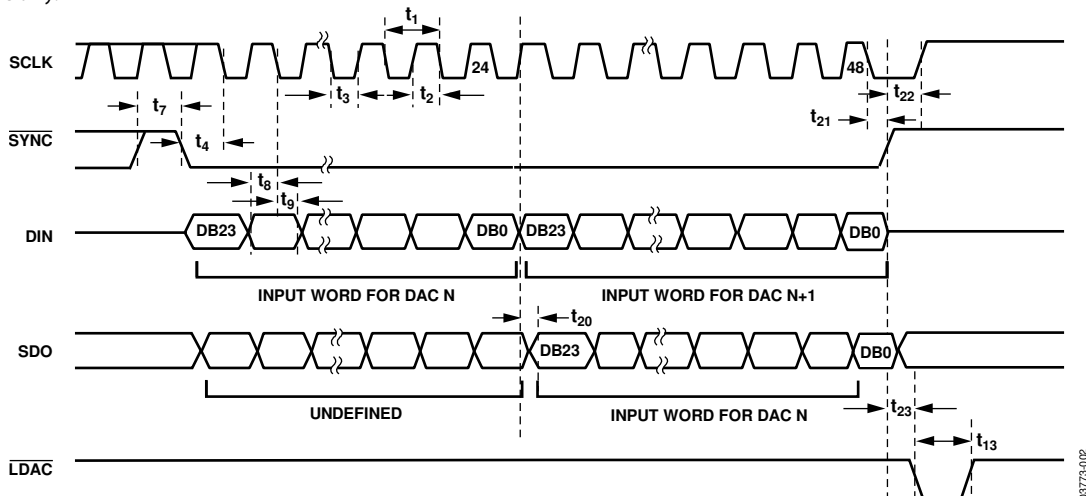 t1
SCLK
24
48
t3
t2
t22
t7
t21
SYNC
t4
t8
t9
DIN
DB23
DB0
DB23
DB0
INPUT WORD FOR DAC N
INPUT WORD FOR DAC N+1
t20
SDO
DB23
DB0
UNDEFINED
INPUT WORD FOR DAC N
t23
t13
LDAC